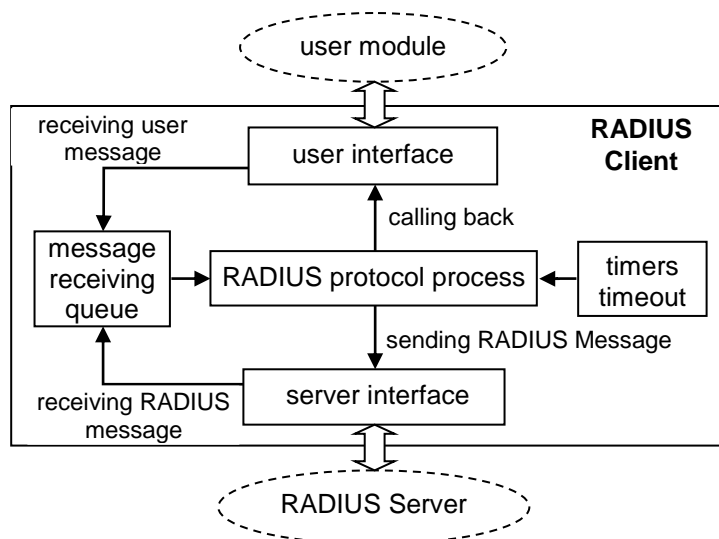 user module
receiving user
message
RADIUS
Client
user interface
calling back
message
receiving
queue
RADIUS protocol process
timers
timeout
sending RADIUS Message
receiving RADIUS
message
server interface
RADIUS Server